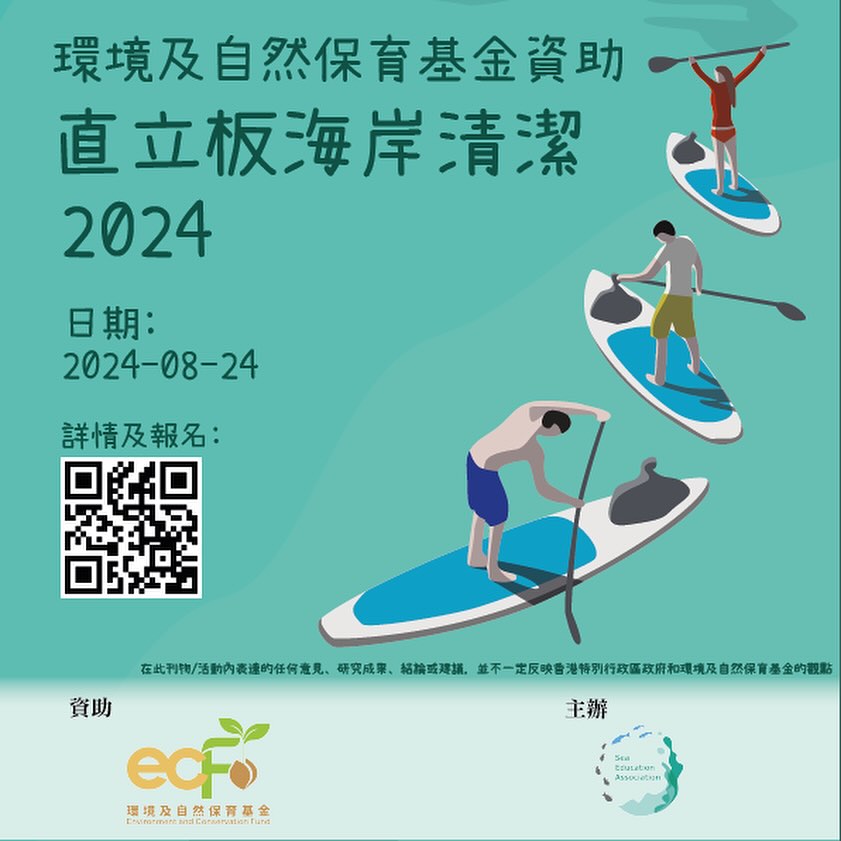 環境及自然保育基金資助
直立板海岸清潔
2024
日期:
2024-08-24
詳情及報名:
在此刊物/活動內表達的任何意見、研究成果、結論或建議，並不一定反映香港特別行政區政府和環境及自然保育基金的觀點
資助
主辦
ecf
環境及自然保育基金
Environment and Conservation Fund
Sea
Education
Association